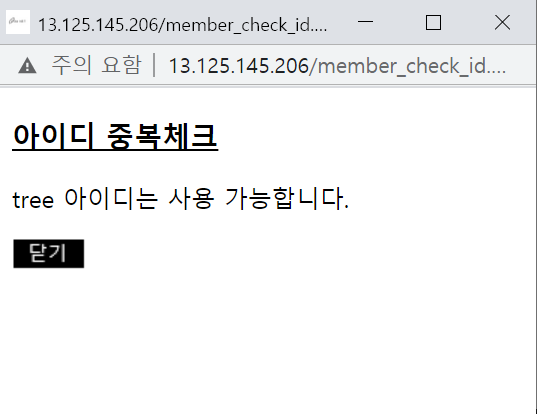 13.125.145.206/member_check_id....
주의 요함 | 13.125.145.206/member_check_id....
아이디 중복체크
tree 아이디는 사용 가능합니다.
닫기